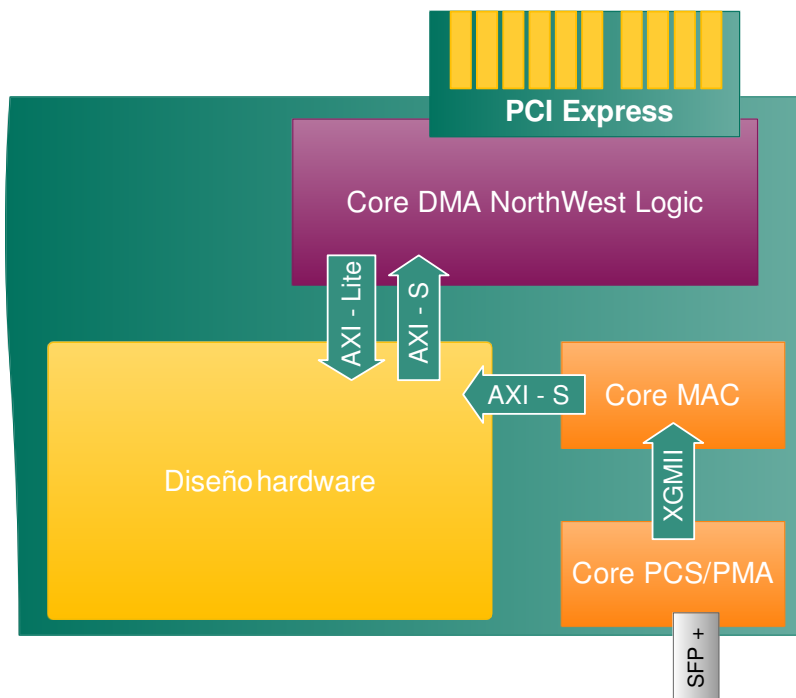 PCI Express
Core DMA NorthWest Logic
AXI - Lite
AXI - S
AXI - S
Core MAC
Diseño hardware
XGMII
Core PCS/PMA
SFP +